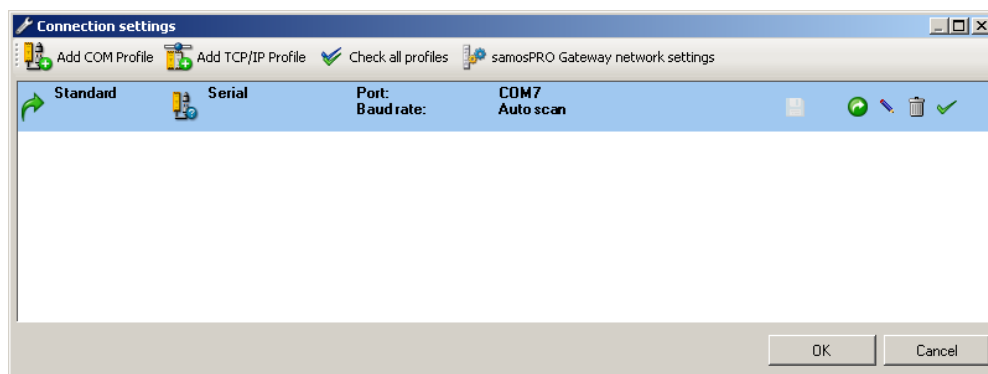 Connection settings
Add COM Profile Add TCP/IP Profile Check all profiles samosPRO Gateway network settings
Standard Serial Port: COM7
Baud rate: Auto scan
OK Cancel